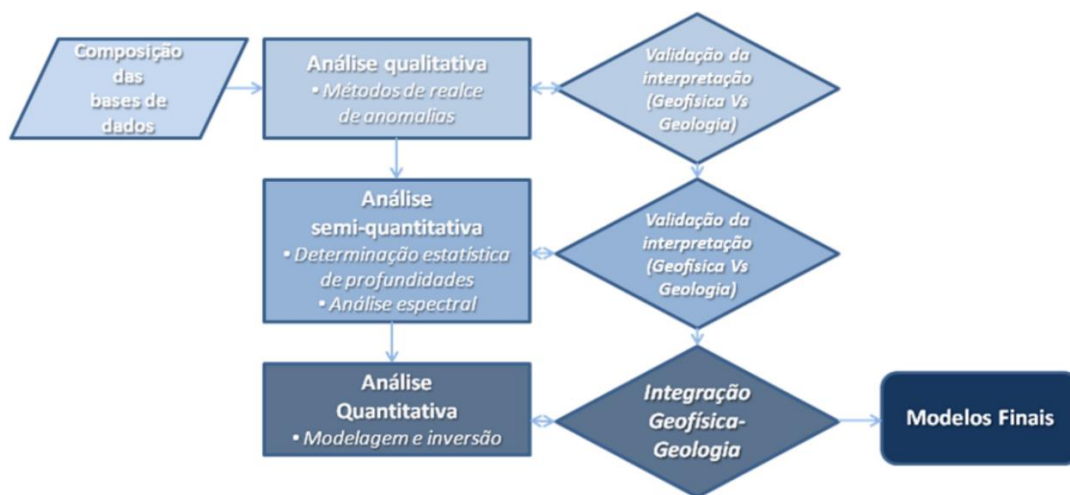 Composição
das
bases de
dados
Análise qualitativa
• Métodos de realce
de anomalias
Validação da
interpretação
(Geofísica Vs
Geologia)
Análise
semi-quantitativa
• Determinação estatística
de profundidades
• Análise espectral
Validação da
interpretação
(Geofísica Vs
Geologia)
Análise
Quantitativa
• Modelagem e inversão
Integração
Geofísica-
Geologia
Modelos Finais